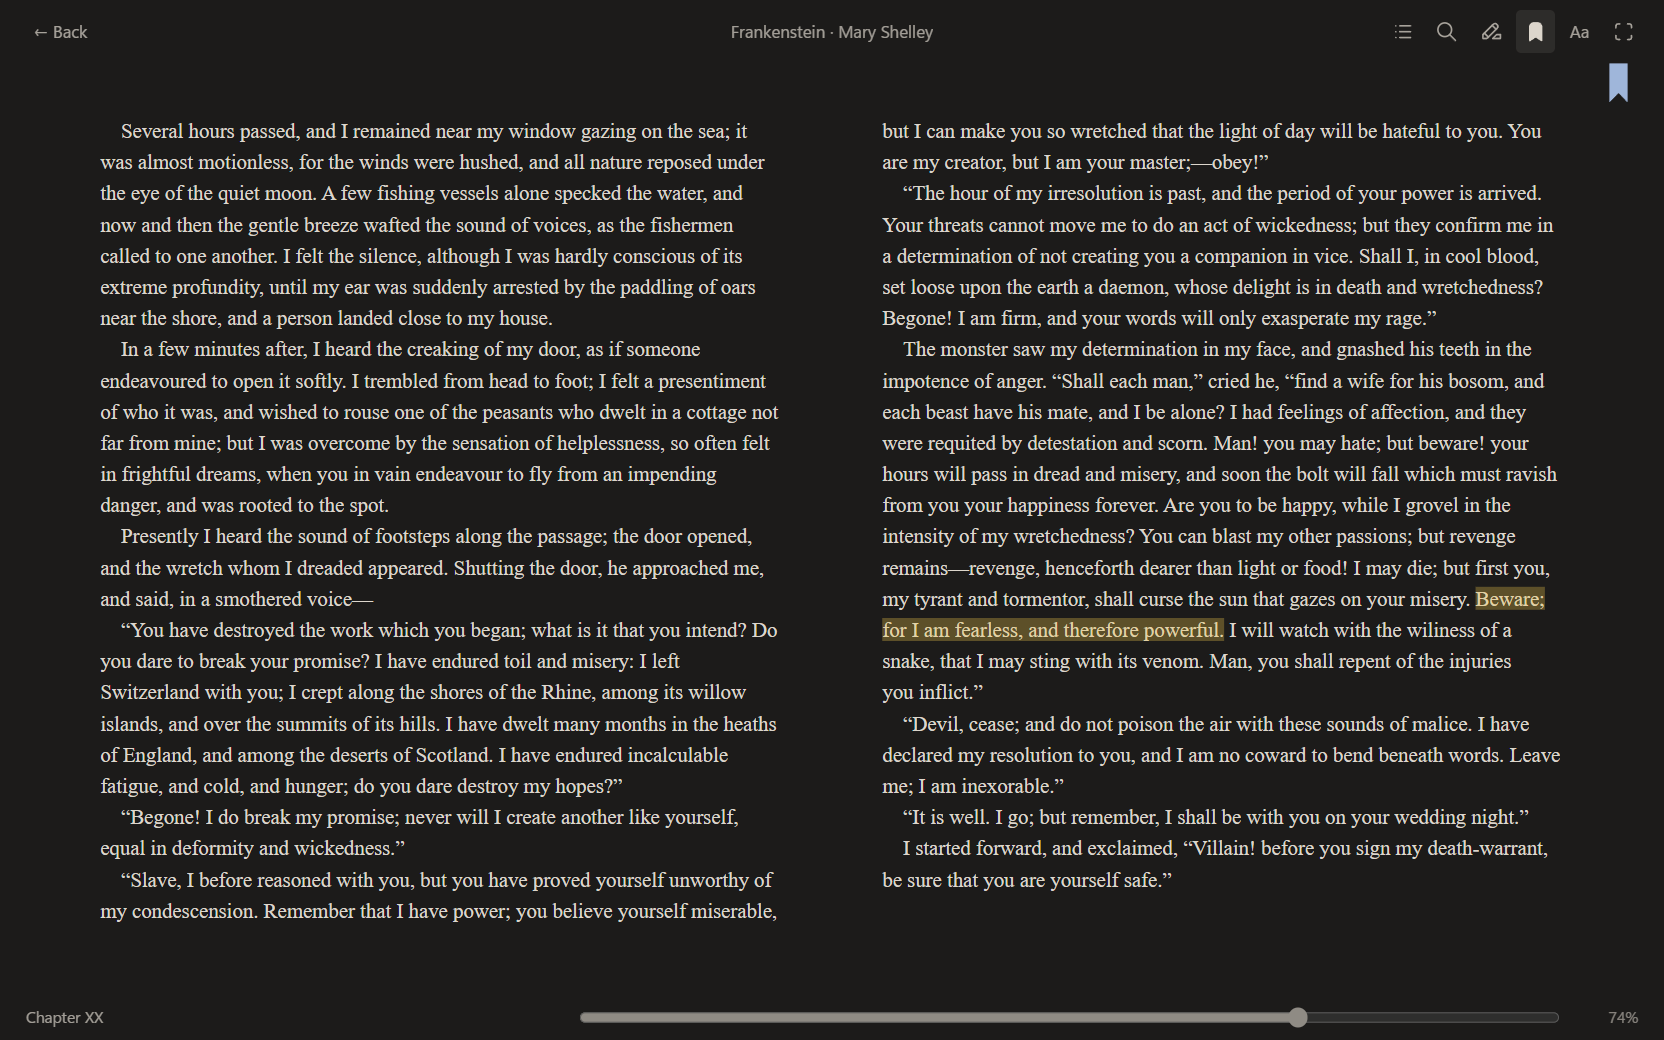 ← Back
Frankenstein · Mary Shelley
Aa
Several hours passed, and I remained near my window gazing on the sea; it
was almost motionless, for the winds were hushed, and all nature reposed under
the eye of the quiet moon. A few fishing vessels alone specked the water, and
now and then the gentle breeze wafted the sound of voices, as the fishermen
called to one another. I felt the silence, although I was hardly conscious of its
extreme profundity, until my ear was suddenly arrested by the paddling of oars
near the shore, and a person landed close to my house.
In a few minutes after, I heard the creaking of my door, as if someone
endeavoured to open it softly. I trembled from head to foot; I felt a presentiment
of who it was, and wished to rouse one of the peasants who dwelt in a cottage not
far from mine; but I was overcome by the sensation of helplessness, so often felt
in frightful dreams, when you in vain endeavour to fly from an impending
danger, and was rooted to the spot.
Presently I heard the sound of footsteps along the passage; the door opened,
and the wretch whom I dreaded appeared. Shutting the door, he approached me,
and said, in a smothered voice—
“You have destroyed the work which you began; what is it that you intend? Do
you dare to break your promise? I have endured toil and misery: I left
Switzerland with you; I crept along the shores of the Rhine, among its willow
islands, and over the summits of its hills. I have dwelt many months in the heaths
of England, and among the deserts of Scotland. I have endured incalculable
fatigue, and cold, and hunger; do you dare destroy my hopes?”
“Begone! I do break my promise; never will I create another like yourself,
equal in deformity and wickedness.”
“Slave, I before reasoned with you, but you have proved yourself unworthy of
my condescension. Remember that I have power; you believe yourself miserable,
but I can make you so wretched that the light of day will be hateful to you. You
are my creator, but I am your master;—obey!”
“The hour of my irresolution is past, and the period of your power is arrived.
Your threats cannot move me to do an act of wickedness; but they confirm me in
a determination of not creating you a companion in vice. Shall I, in cool blood,
set loose upon the earth a daemon, whose delight is in death and wretchedness?
Begone! I am firm, and your words will only exasperate my rage.”
The monster saw my determination in my face, and gnashed his teeth in the
impotence of anger. “Shall each man,” cried he, “find a wife for his bosom, and
each beast have his mate, and I be alone? I had feelings of affection, and they
were requited by detestation and scorn. Man! you may hate; but beware! your
hours will pass in dread and misery, and soon the bolt will fall which must ravish
from you your happiness forever. Are you to be happy, while I grovel in the
intensity of my wretchedness? You can blast my other passions; but revenge
remains—revenge, henceforth dearer than light or food! I may die; but first you,
my tyrant and tormentor, shall curse the sun that gazes on your misery. Beware;
for I am fearless, and therefore powerful. I will watch with the wiliness of a
snake, that I may sting with its venom. Man, you shall repent of the injuries
you inflict.”
“Devil, cease; and do not poison the air with these sounds of malice. I have
declared my resolution to you, and I am no coward to bend beneath words. Leave
me; I am inexorable.”
“It is well. I go; but remember, I shall be with you on your wedding night.”
I started forward, and exclaimed, “Villain! before you sign my death-warrant,
be sure that you are yourself safe.”
Chapter XX
74%